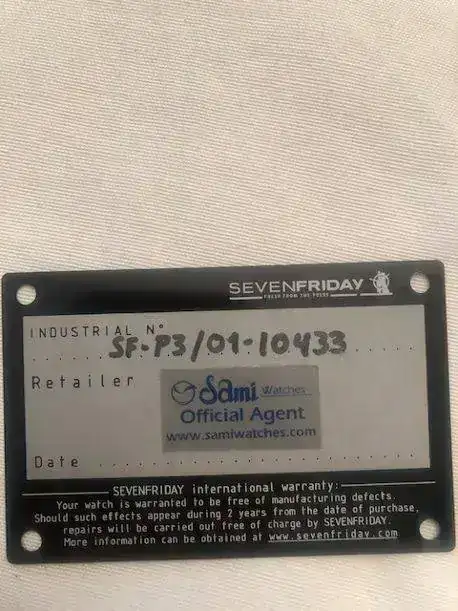 SEVENFRIDAY
FRESH FROM THE PRESS
INDUSTRIAL N°
SF-P3/01-10433
Retailer
Sami Watches
Official Agent
www.samiwatches.com
Date
SEVENFRIDAY international warranty:
Your watch is warranted to be free of manufacturing defects.
Should such effects appear during 2 years from the date of purchase,
repairs will be carried out free of charge by SEVENFRIDAY.
More information can be obtained at www.sevenfriday.com